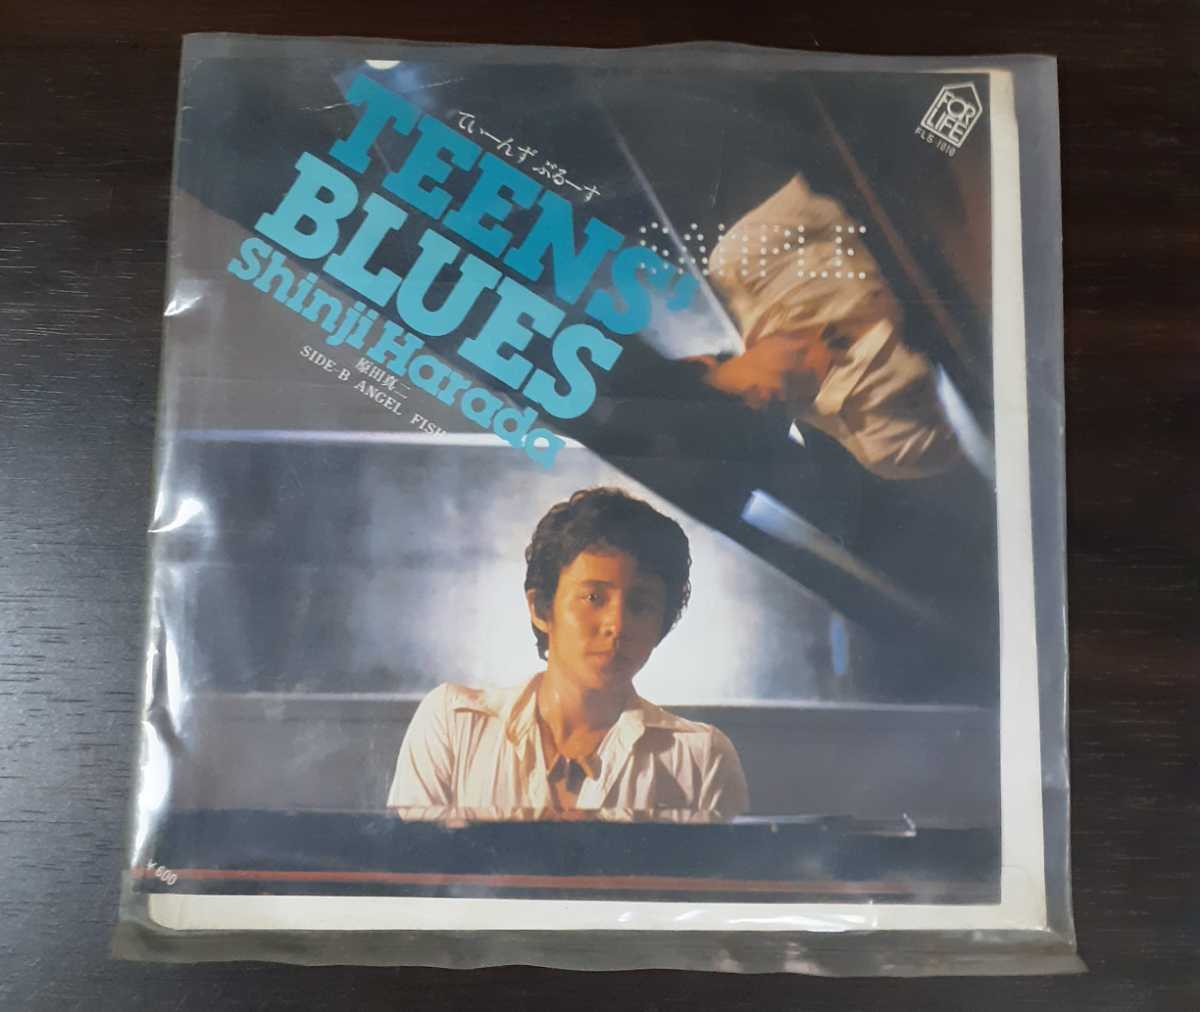 FOR
LIFE
FLS 1010
てぃーんず ぶるーす
TEENS'
BLUES
Shinji Harada
原田真二
SIDE-B ANGEL FISH
SAMPLE
¥600